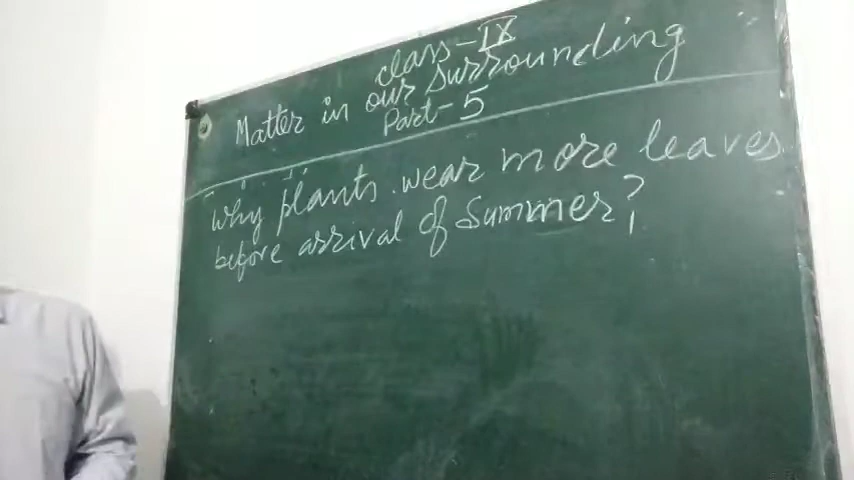 Class-IX
Matter in our surrounding
Part-5
why plants wear more leaves
before arrival of summer?